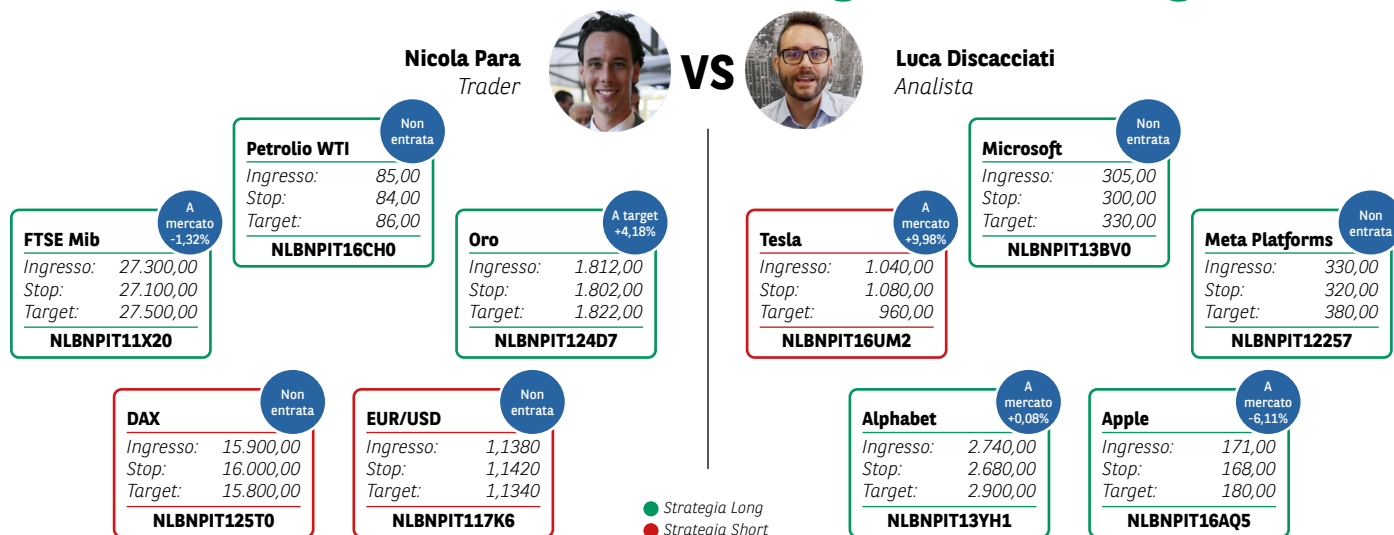 Nicola Para
Trader
VS
Luca Discacciati
Analista
Non
entrata
Petrolio WTI
Ingresso: 85,00
Stop: 84,00
Target: 86,00
NLBNPIT16CH0
A
mercato
-1,32%
FTSE Mib
Ingresso: 27.300,00
Stop: 27.100,00
Target: 27.500,00
NLBNPIT11X20
A target
+4,18%
Oro
Ingresso: 1.812,00
Stop: 1.802,00
Target: 1.822,00
NLBNPIT124D7
Non
entrata
DAX
Ingresso: 15.900,00
Stop: 16.000,00
Target: 15.800,00
NLBNPIT125T0
Non
entrata
EUR/USD
Ingresso: 1,1380
Stop: 1,1420
Target: 1,1340
NLBNPIT117K6
Non
entrata
Microsoft
Ingresso: 305,00
Stop: 300,00
Target: 330,00
NLBNPIT13BV0
A
mercato
+9,98%
Tesla
Ingresso: 1.040,00
Stop: 1.080,00
Target: 960,00
NLBNPIT16UM2
Non
entrata
Meta Platforms
Ingresso: 330,00
Stop: 320,00
Target: 380,00
NLBNPIT12257
A
mercato
+0,08%
Alphabet
Ingresso: 2.740,00
Stop: 2.680,00
Target: 2.900,00
NLBNPIT13YH1
A
mercato
-6,11%
Apple
Ingresso: 171,00
Stop: 168,00
Target: 180,00
NLBNPIT16AQ5
Strategia Long
Strategia Short